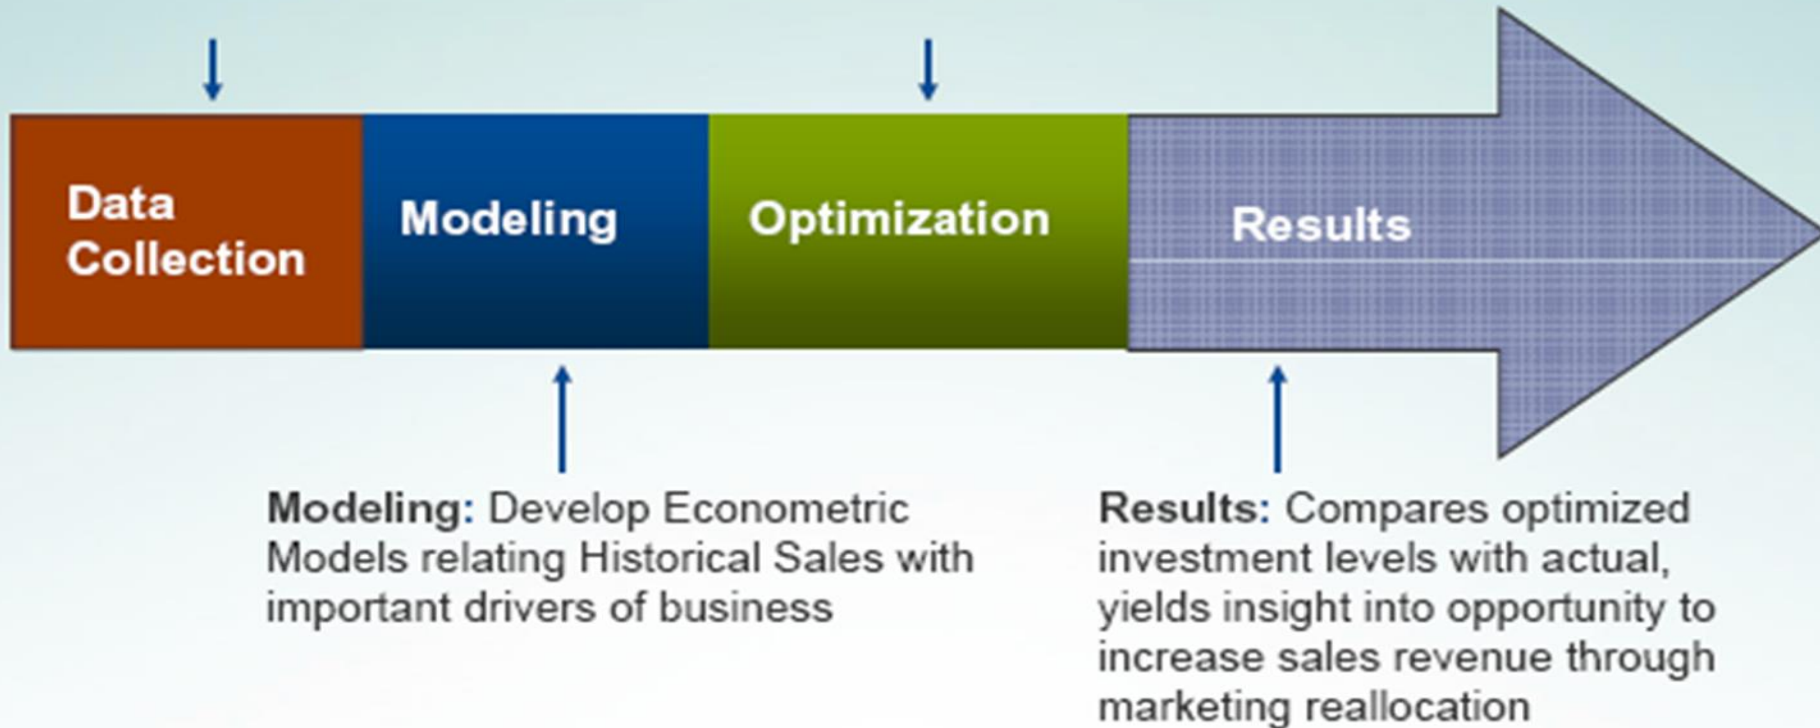 Data
Collection
Modeling
Optimization
Results
Modeling: Develop Econometric
Models relating Historical Sales with
important drivers of business
Results: Compares optimized
investment levels with actual,
yields insight into opportunity to
increase sales revenue through
marketing reallocation